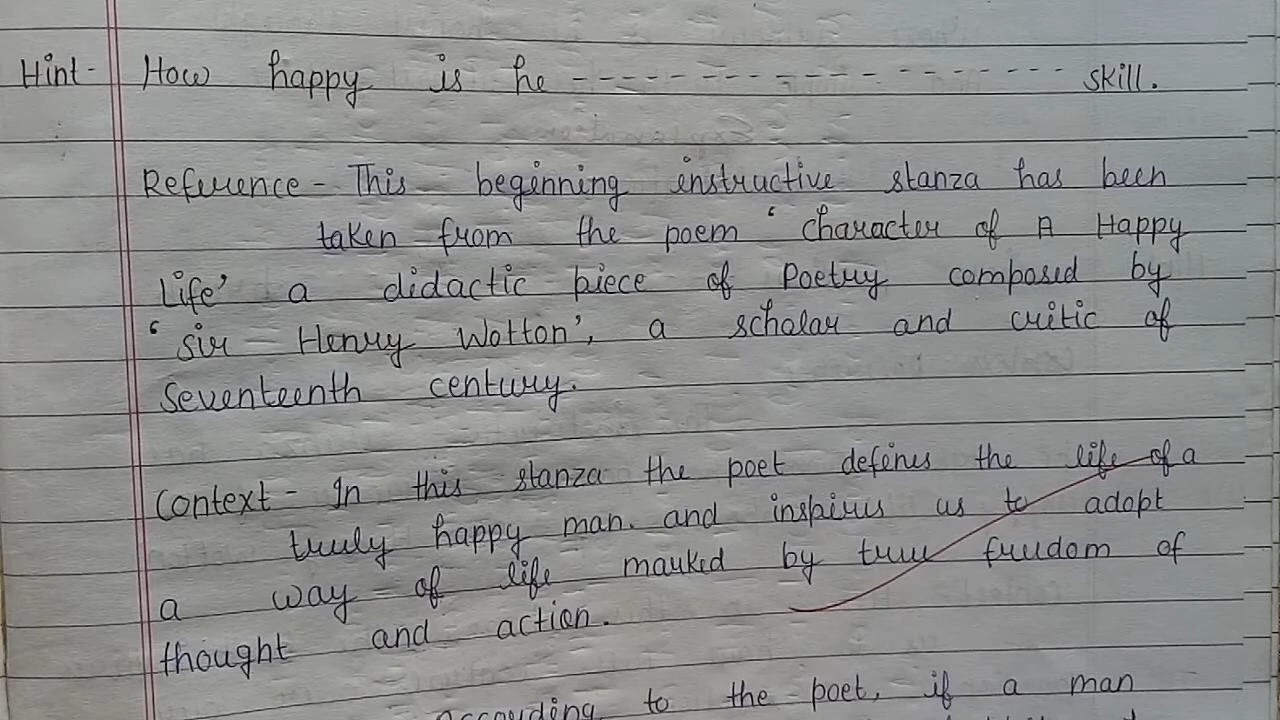 Hint- How happy is he - - - - - - - - - - - - - - - - - - skill.
Reference - This beginning instructive stanza has been
taken from the poem ‘ Character of A Happy
Life’ a didactic piece of Poetry composed by
‘ Sir Henry Wotton’, a scholar and critic of
Seventeenth century.
Context - In this stanza the poet defines the life of a
truly happy man. and inspires us to adopt
a way of life marked by true freedom of
thought and action.
According to the poet, if a man